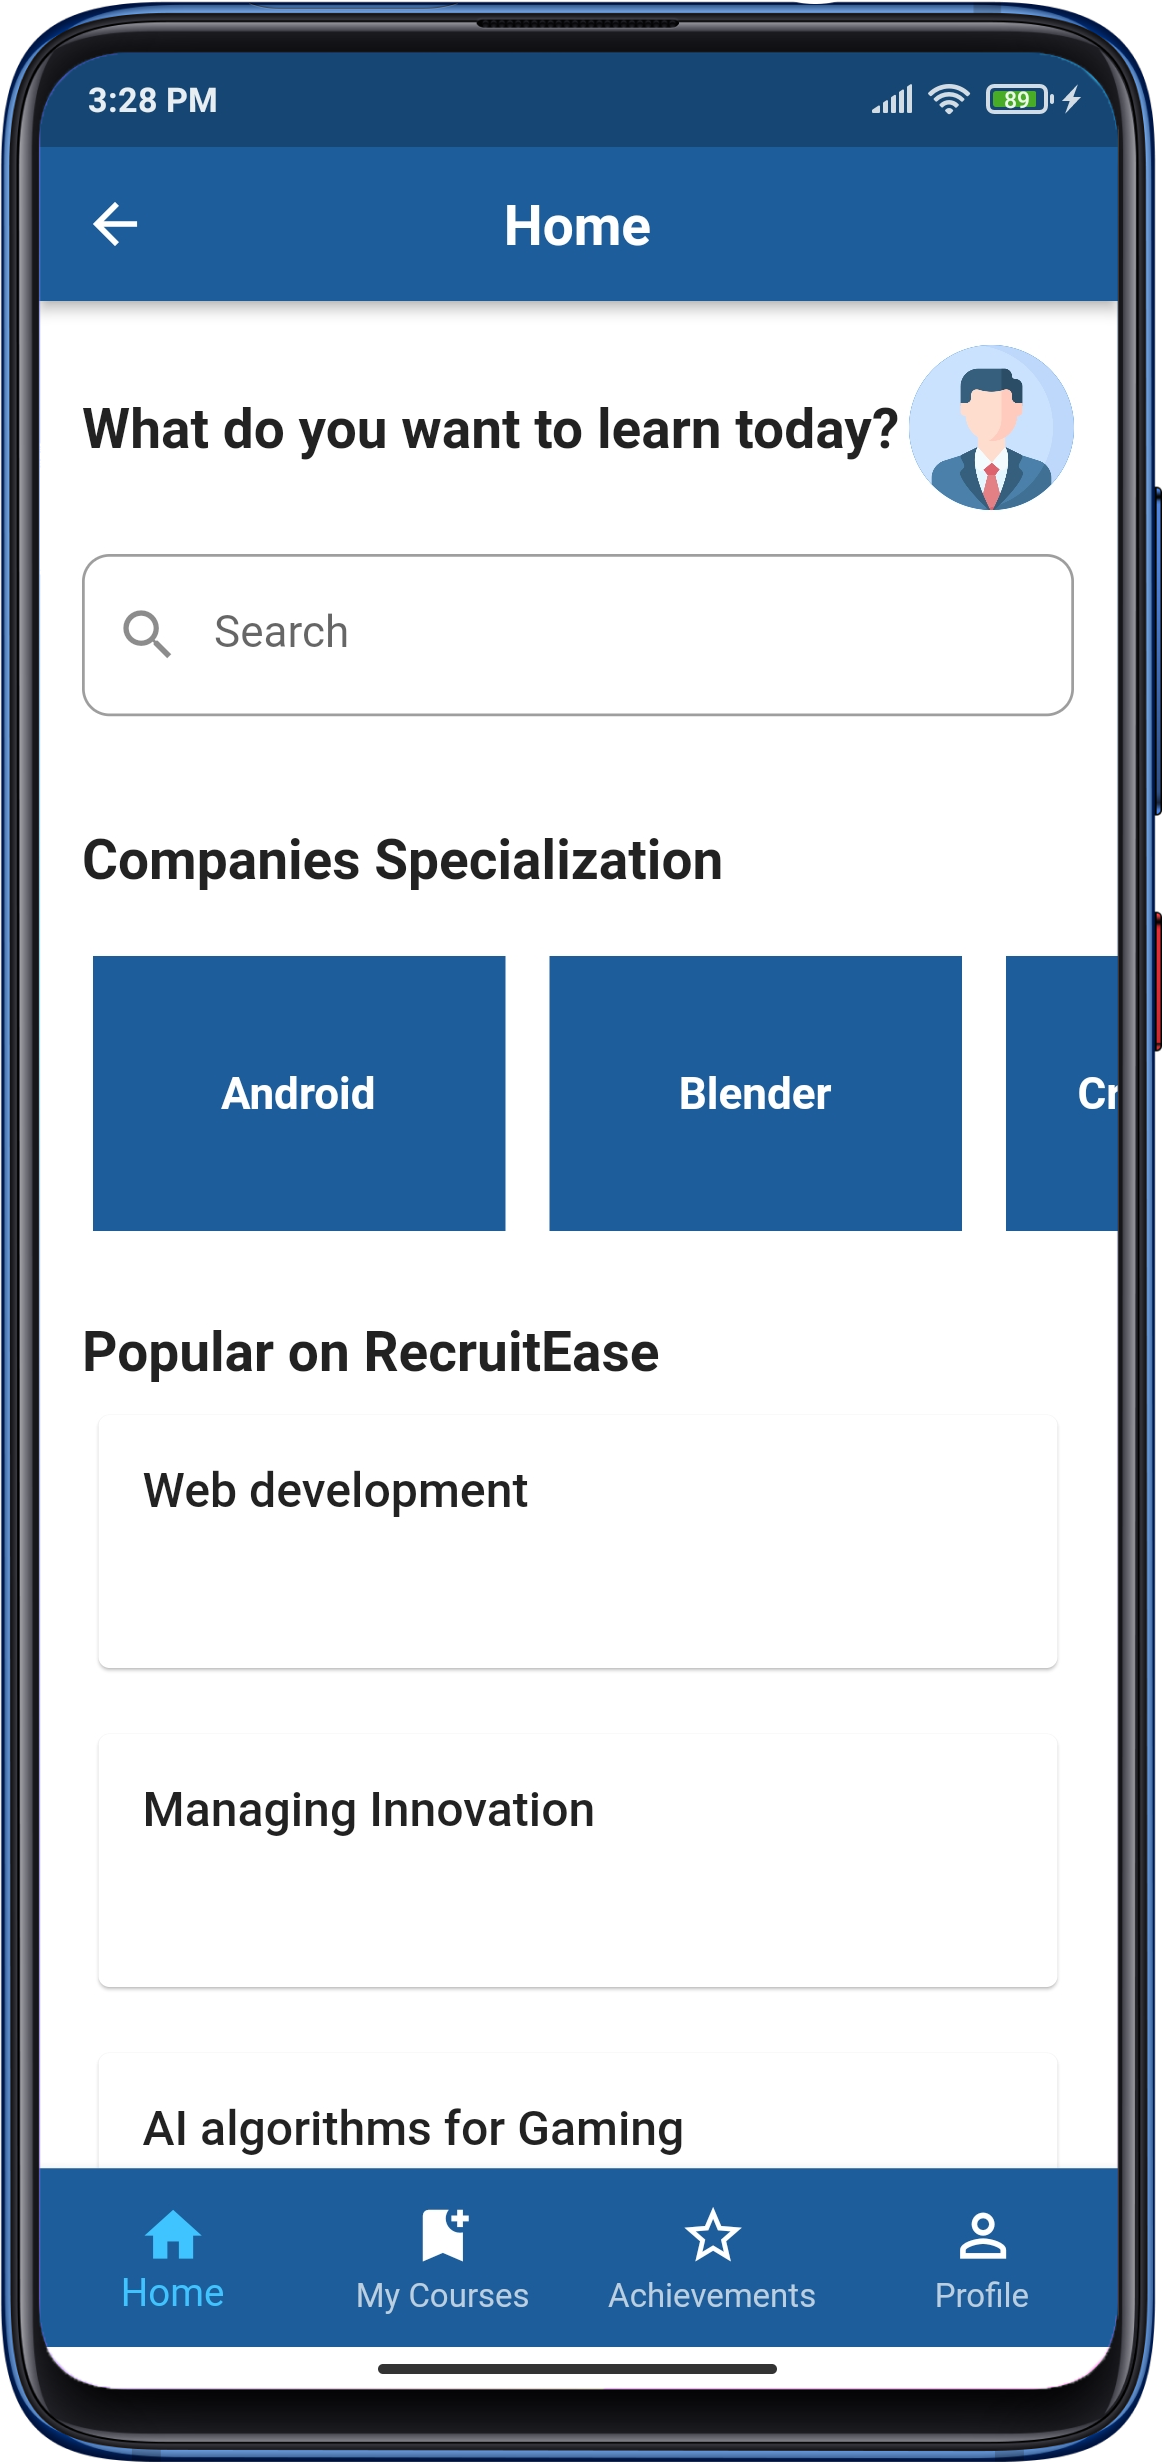 3:28 PM
89
Home
What do you want to learn today?
Search
Companies Specialization
Android
Blender
Popular on RecruitEase
Web development
Managing Innovation
AI algorithms for Gaming
Home
My Courses
Achievements
Profile